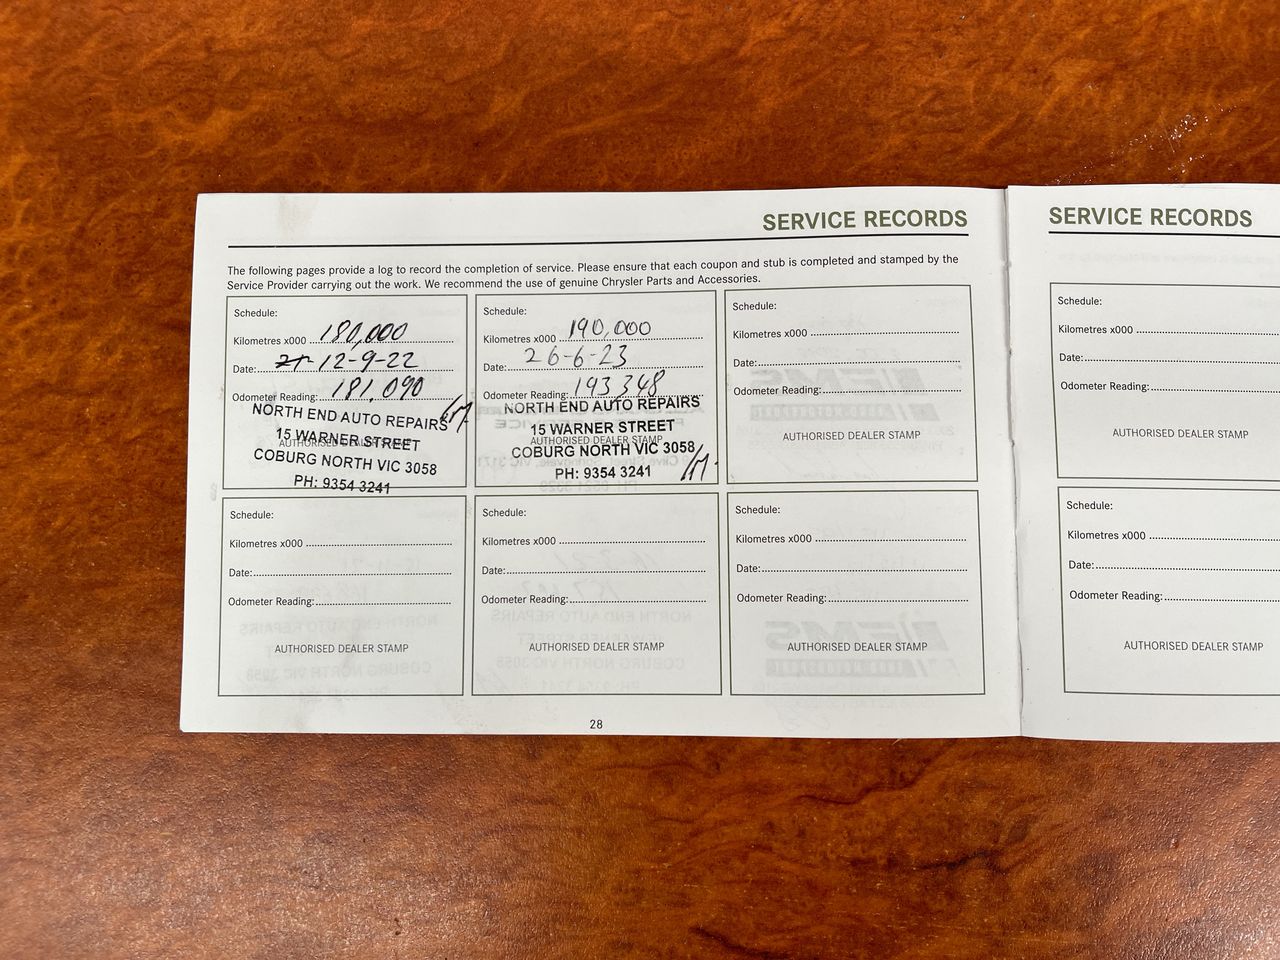 SERVICE RECORDS
The following pages provide a log to record the completion of service. Please ensure that each coupon and stub is completed and stamped by the
Service Provider carrying out the work. We recommend the use of genuine Chrysler Parts and Accessories.
Schedule:
Kilometres x000 180,000
Date: 12-9-22
Odometer Reading: 181,090
NORTH END AUTO REPAIRS
15 WARNER STREET
AUTHORISED DEALER STAMP
COBURG NORTH VIC 3058
PH: 9354 3241
Schedule:
Kilometres x000 190,000
Date: 26-6-23
Odometer Reading: 193348
NORTH END AUTO REPAIRS
15 WARNER STREET
AUTHORISED DEALER STAMP
COBURG NORTH VIC 3058
PH: 9354 3241
Schedule:
Kilometres x000
Date:
Odometer Reading:
AUTHORISED DEALER STAMP
Schedule:
Kilometres x000
Date:
Odometer Reading:
AUTHORISED DEALER STAMP
Schedule:
Kilometres x000
Date:
Odometer Reading:
AUTHORISED DEALER STAMP
Schedule:
Kilometres x000
Date:
Odometer Reading:
AUTHORISED DEALER STAMP
28
SERVICE RECORDS
Schedule:
Kilometres x000
Date:
Odometer Reading:
AUTHORISED DEALER STAMP
Schedule:
Kilometres x000
Date:
Odometer Reading:
AUTHORISED DEALER STAMP